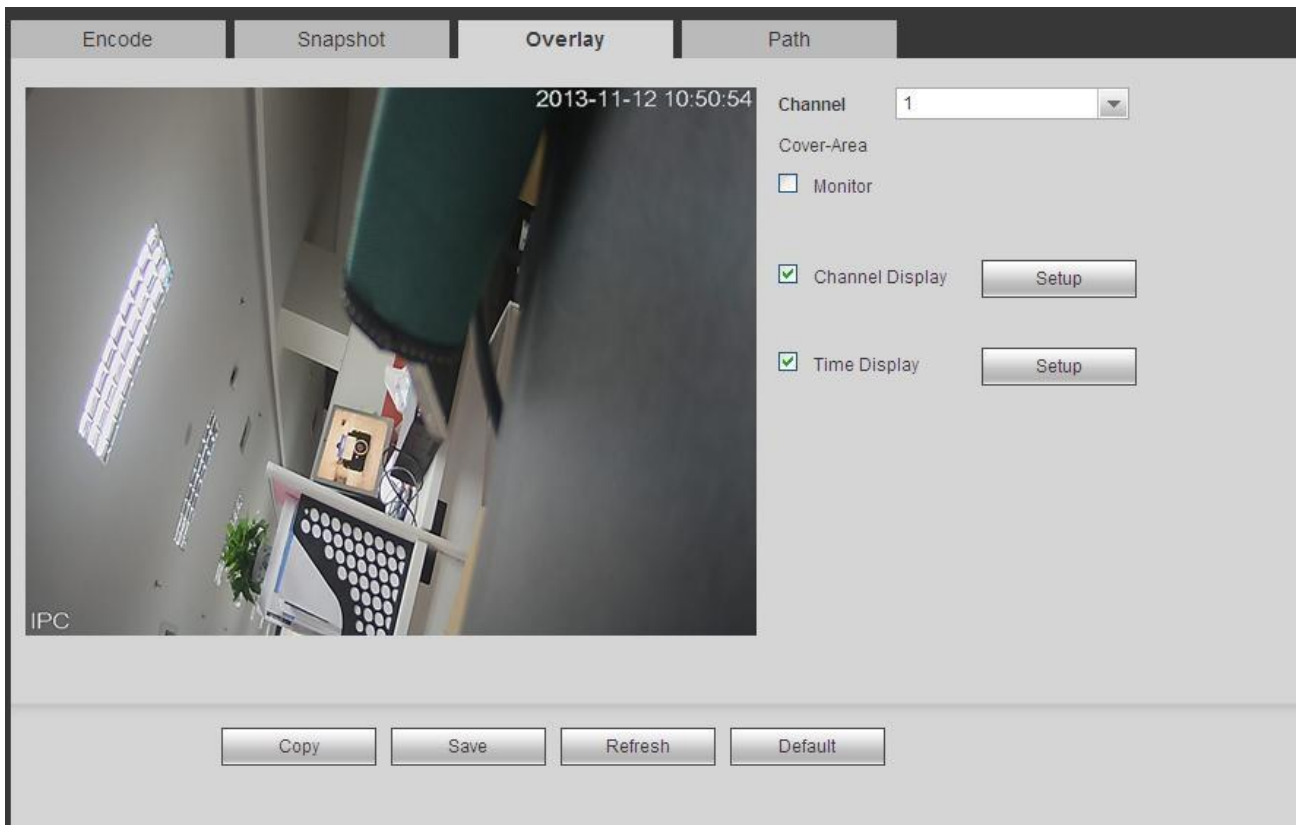 Encode
Snapshot
Overlay
Path
2013-11-12 10:50:54
Channel
1
Cover-Area
Monitor
Channel Display
Setup
Time Display
Setup
IPC
Copy
Save
Refresh
Default